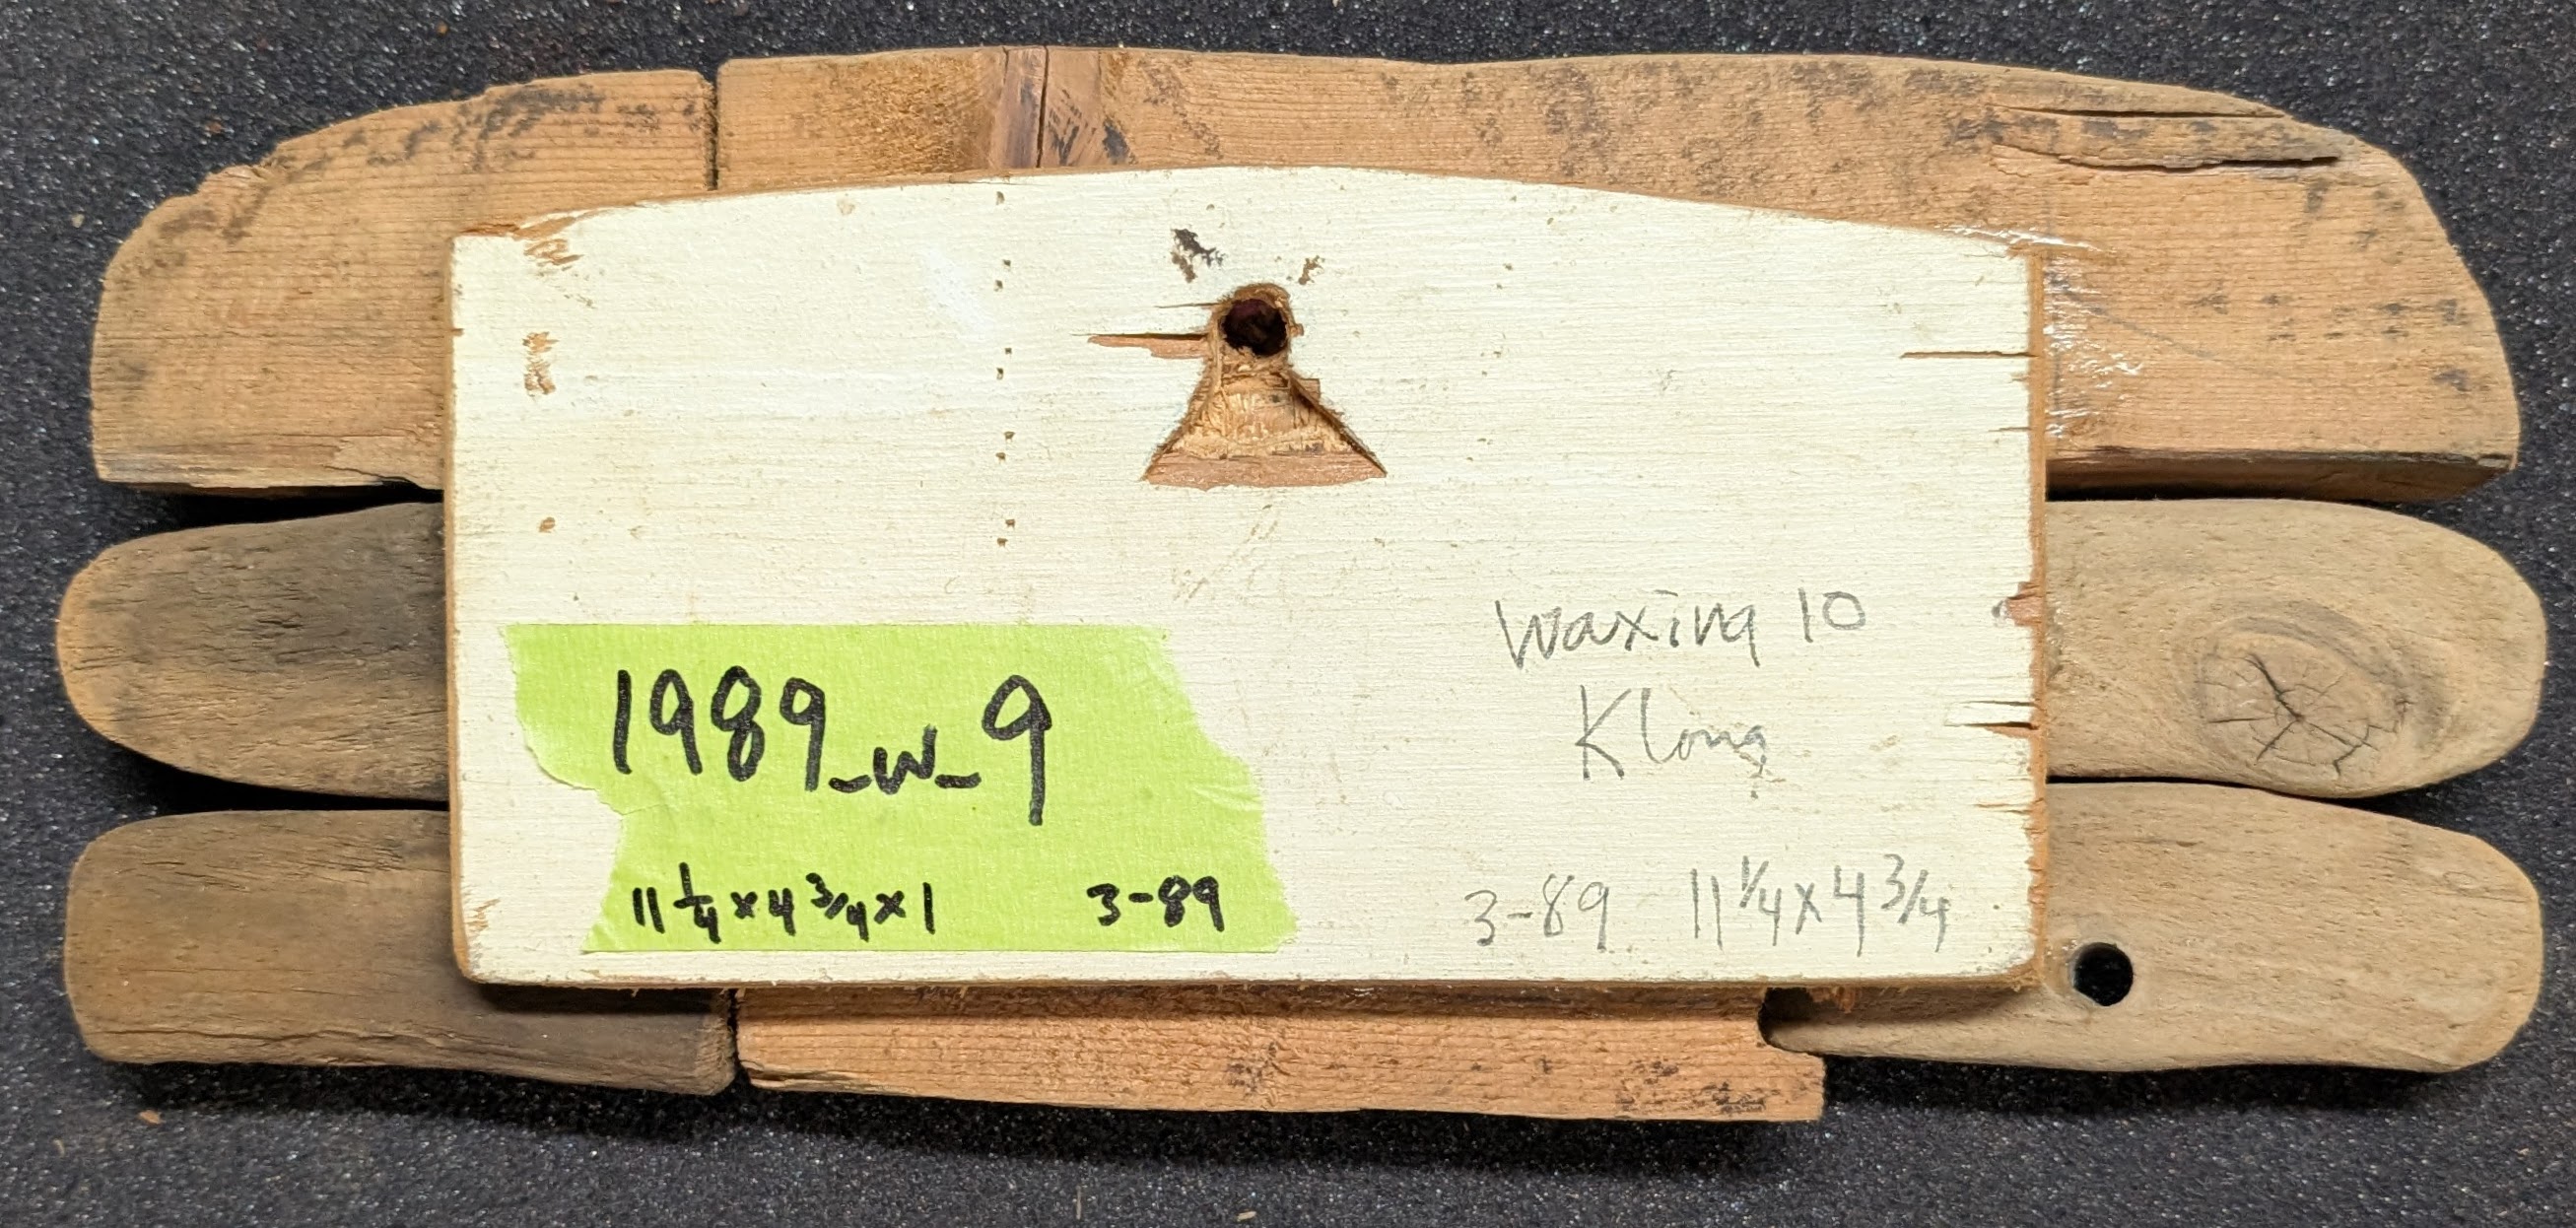 1989_w_9
11 1/4 x 4 3/4 x 1 3-89
Waxing 10
Klong
3-89 11 1/4 x 4 3/4